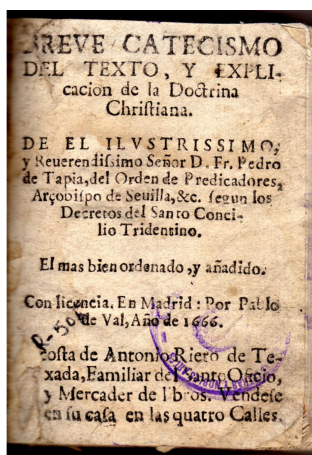 BREVE CATECISMO
DEL TEXTO, Y EXPLI-
cacion de la Doctrina
Chriſtiana.
DE EL ILVSTRISSIMO,
y Reuerendiſsimo Señor D. Fr. Pedro
de Tapia, del Orden de Predicadores,
Arçobiſpo de Seuilla, &c. ſegun los
Decretos del Santo Conci-
lio Tridentino.
El mas bien ordenado, y añadido.
Con licencia. En Madrid: Por Pablo
de Val, Año de 1666.
coſta de Antonio Riero de Te-
xada, Familiar del Santo Oficio,
y Mercader de libros. Vendeſe
en ſu caſa en las quatro Calles.